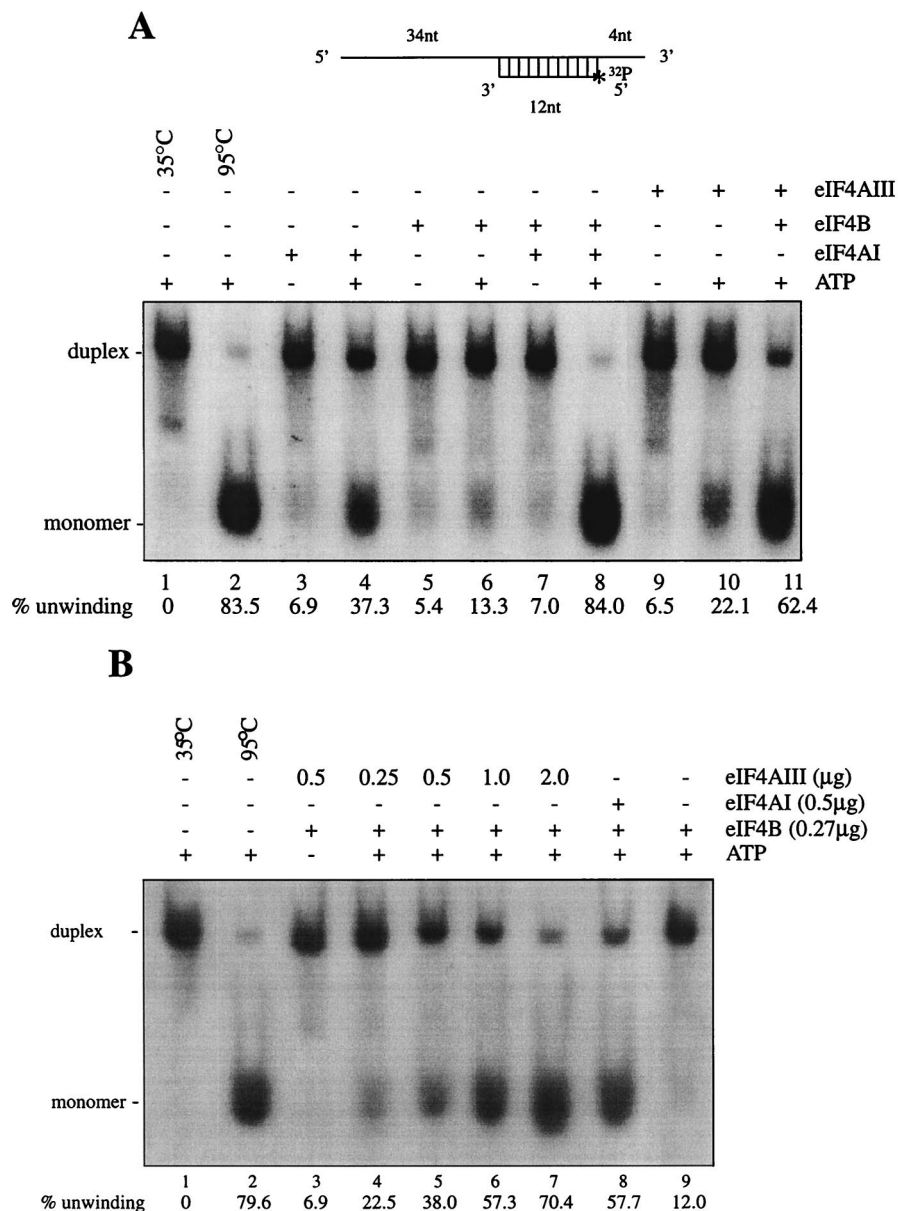 A
34nt 4nt
5’ 3’
³²P
3’ 5’
12nt
35°C 95°C
- - - - - - - - + + + eIF4AIII
- - - - + + + + - - + eIF4B
- - + + - - + + - - - eIF4AI
+ + - + - + - + - + + ATP
duplex -
monomer -
1 2 3 4 5 6 7 8 9 10 11
% unwinding 0 83.5 6.9 37.3 5.4 13.3 7.0 84.0 6.5 22.1 62.4
B
35°C 95°C
- - 0.5 0.25 0.5 1.0 2.0 - - eIF4AIII (µg)
- - - - - - - + - eIF4AI (0.5µg)
- - + + + + + + + eIF4B (0.27µg)
+ + - + + + + + + ATP
duplex -
monomer -
1 2 3 4 5 6 7 8 9
% unwinding 0 79.6 6.9 22.5 38.0 57.3 70.4 57.7 12.0